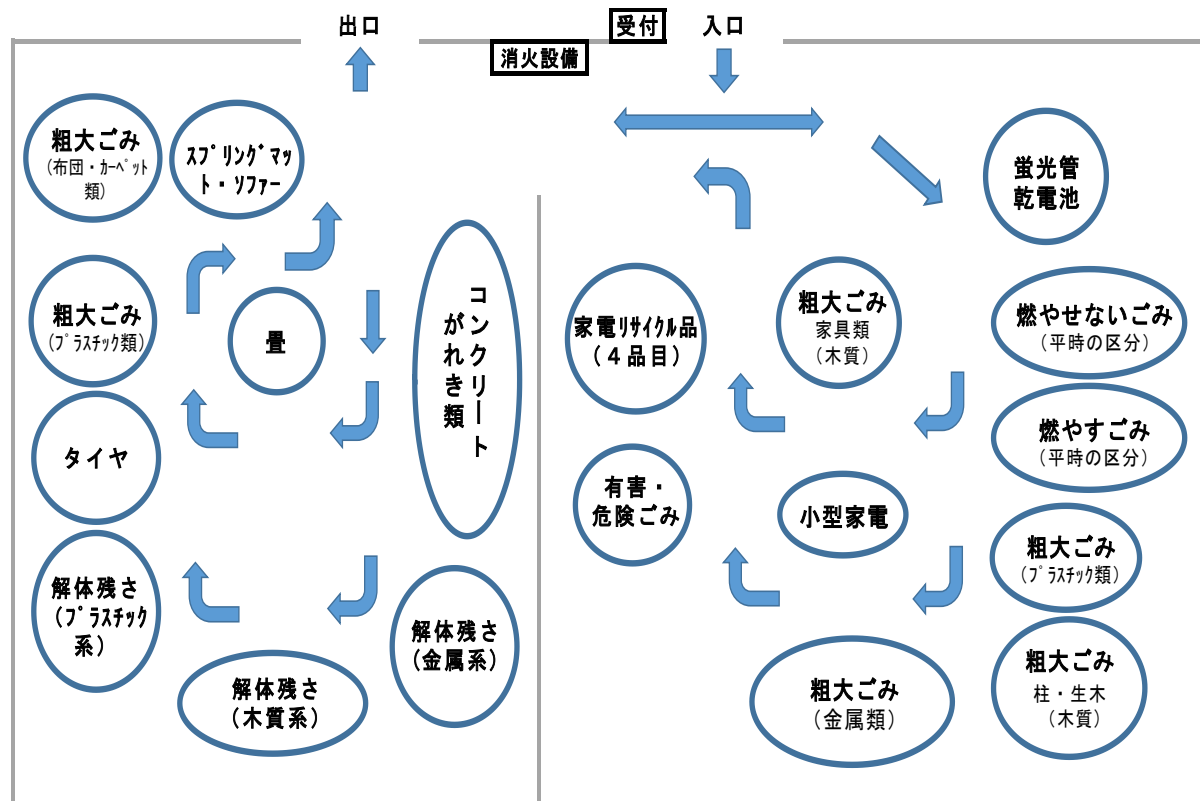 出口
受付
入口
消火設備
粗大ごみ
（布団・ｶｰﾍﾟｯﾄ
類）
ｽﾌﾟﾘﾝｸﾞﾏｯ
ﾄ・ｿﾌｧｰ
粗大ごみ
（ﾌﾟﾗｽﾁｯｸ類）
畳
コンクリート
がれき類
タイヤ
解体残さ
（ﾌﾟﾗｽﾁｯｸ
系）
解体残さ
（木質系）
解体残さ
（金属系）
蛍光管
乾電池
家電ﾘｻｲｸﾙ品
（４品目）
粗大ごみ
家具類
（木質）
燃やせないごみ
（平時の区分）
燃やすごみ
（平時の区分）
有害・
危険ごみ
小型家電
粗大ごみ
（ﾌﾟﾗｽﾁｯｸ類）
粗大ごみ
（金属類）
粗大ごみ
柱・生木
（木質）